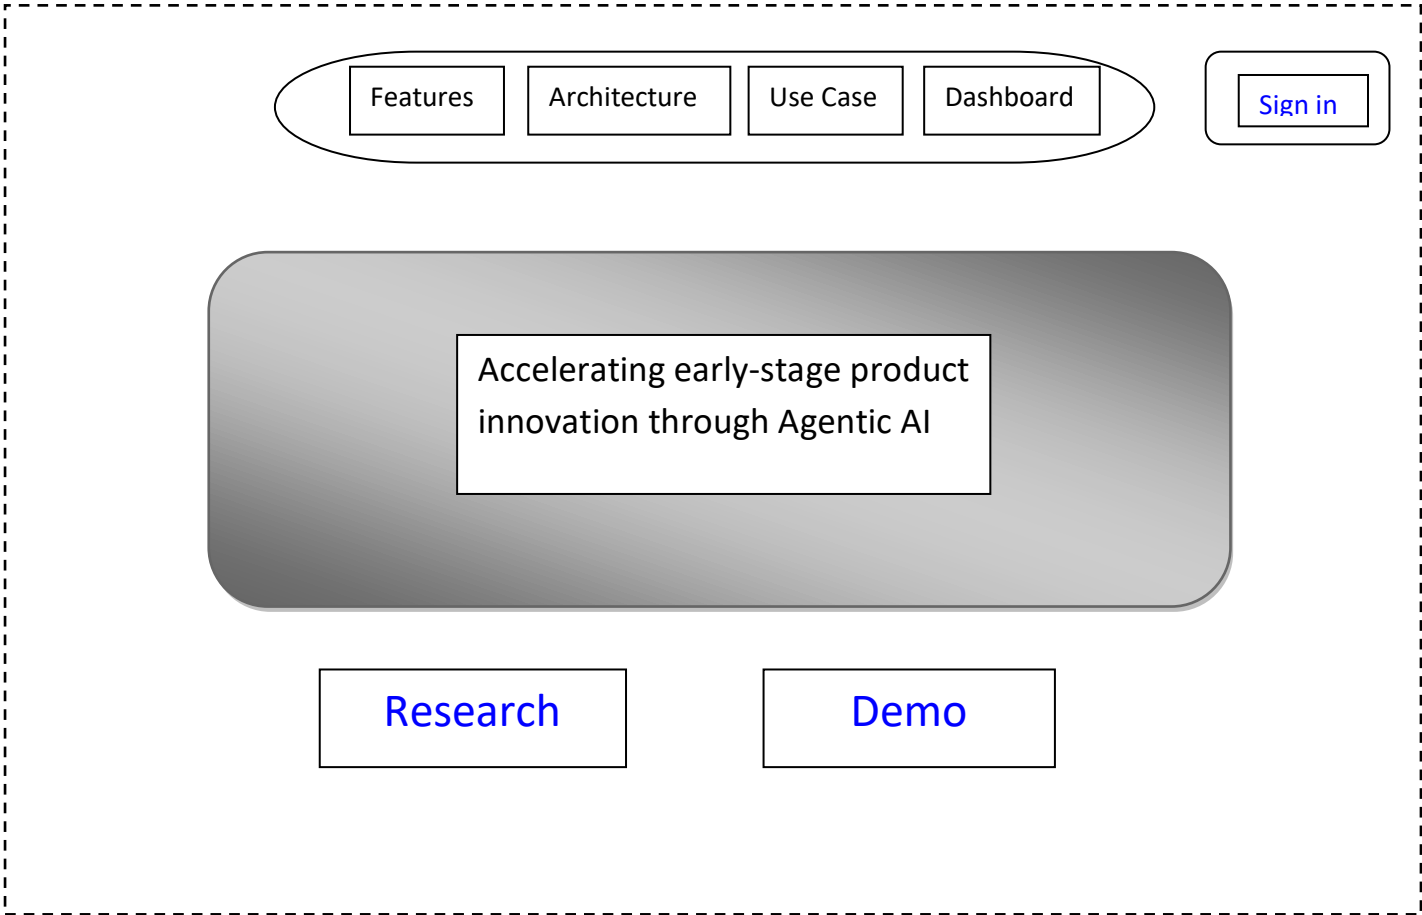 Features
Architecture
Use Case
Dashboard
Sign in
Accelerating early-stage product
innovation through Agentic AI
Research
Demo